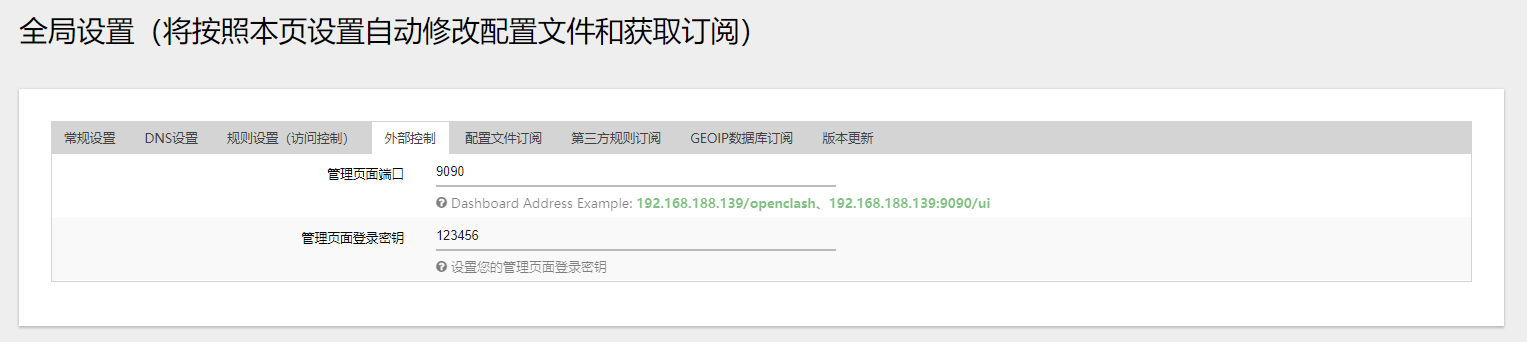 全局设置（将按照本页设置自动修改配置文件和获取订阅）
常规设置 DNS设置 规则设置（访问控制） 外部控制 配置文件订阅 第三方规则订阅 GEOIP数据库订阅 版本更新
管理页面端口 9090
Dashboard Address Example: 192.168.188.139/openclash、192.168.188.139:9090/ui
管理页面登录密钥 123456
设置您的管理页面登录密钥